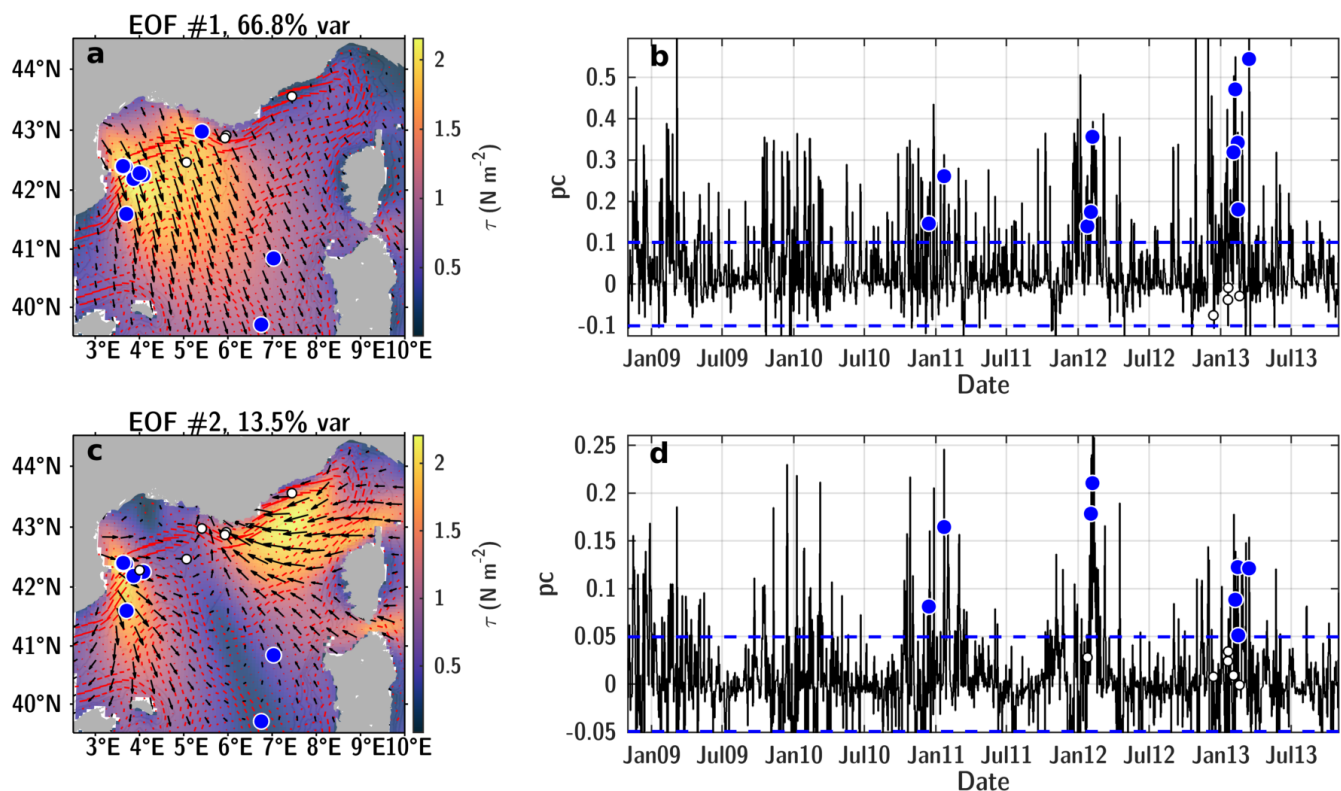 EOF #1, 66.8% var
a
44°N
43°N
42°N
41°N
40°N
3°E 4°E 5°E 6°E 7°E 8°E 9°E 10°E
2
1.5
1
0.5
τ (N m⁻²)
b
0.5
0.4
0.3
0.2
0.1
0
-0.1
pc
Jan09 Jul09 Jan10 Jul10 Jan11 Jul11 Jan12 Jul12 Jan13 Jul13
Date
EOF #2, 13.5% var
c
44°N
43°N
42°N
41°N
40°N
3°E 4°E 5°E 6°E 7°E 8°E 9°E 10°E
2
1.5
1
0.5
τ (N m⁻²)
d
0.25
0.2
0.15
0.1
0.05
0
-0.05
pc
Jan09 Jul09 Jan10 Jul10 Jan11 Jul11 Jan12 Jul12 Jan13 Jul13
Date